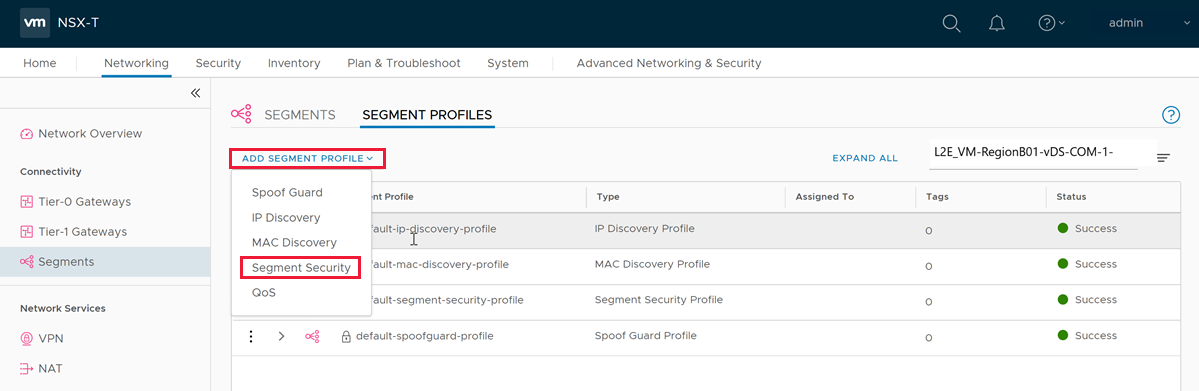 vm NSX-T admin
Home Networking Security Inventory Plan & Troubleshoot System Advanced Networking & Security
SEGMENTS SEGMENT PROFILES
Network Overview
Connectivity
Tier-0 Gateways
Tier-1 Gateways
Segments
Network Services
VPN
NAT
ADD SEGMENT PROFILE EXPAND ALL L2E_VM-RegionB01-vDS-COM-1-
Spoof Guard
IP Discovery
MAC Discovery
Segment Security
QoS
nt Profile Type Assigned To Tags Status
fault-ip-discovery-profile IP Discovery Profile 0 Success
fault-mac-discovery-profile MAC Discovery Profile 0 Success
fault-segment-security-profile Segment Security Profile 0 Success
default-spoofguard-profile Spoof Guard Profile 0 Success